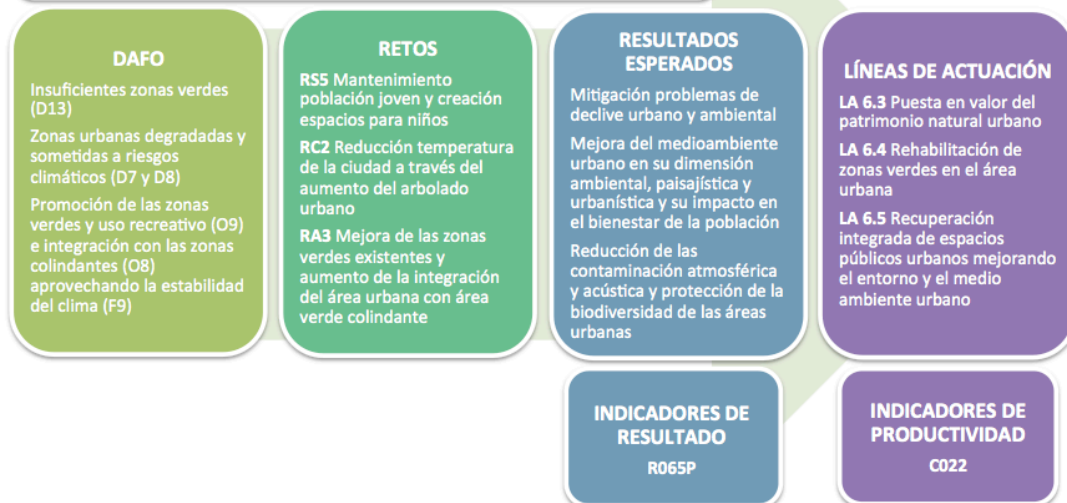 DAFO
Insuficientes zonas verdes
(D13)
Zonas urbanas degradadas y
sometidas a riesgos
climáticos (D7 y D8)
Promoción de las zonas
verdes y uso recreativo (O9)
e integración con las zonas
colindantes (O8)
aprovechando la estabilidad
del clima (F9)
RETOS
RS5 Mantenimiento
población joven y creación
espacios para niños
RC2 Reducción temperatura
de la ciudad a través del
aumento del arbolado
urbano
RA3 Mejora de las zonas
verdes existentes y
aumento de la integración
del área urbana con área
verde colindante
RESULTADOS
ESPERADOS
Mitigación problemas de
declive urbano y ambiental
Mejora del medioambiente
urbano en su dimensión
ambiental, paisajística y
urbanística y su impacto en
el bienestar de la población
Reducción de las
contaminación atmosférica
y acústica y protección de la
biodiversidad de las áreas
urbanas
LÍNEAS DE ACTUACIÓN
LA 6.3 Puesta en valor del
patrimonio natural urbano
LA 6.4 Rehabilitación de
zonas verdes en el área
urbana
LA 6.5 Recuperación
integrada de espacios
públicos urbanos mejorando
el entorno y el medio
ambiente urbano
INDICADORES DE
RESULTADO
R065P
INDICADORES DE
PRODUCTIVIDAD
C022